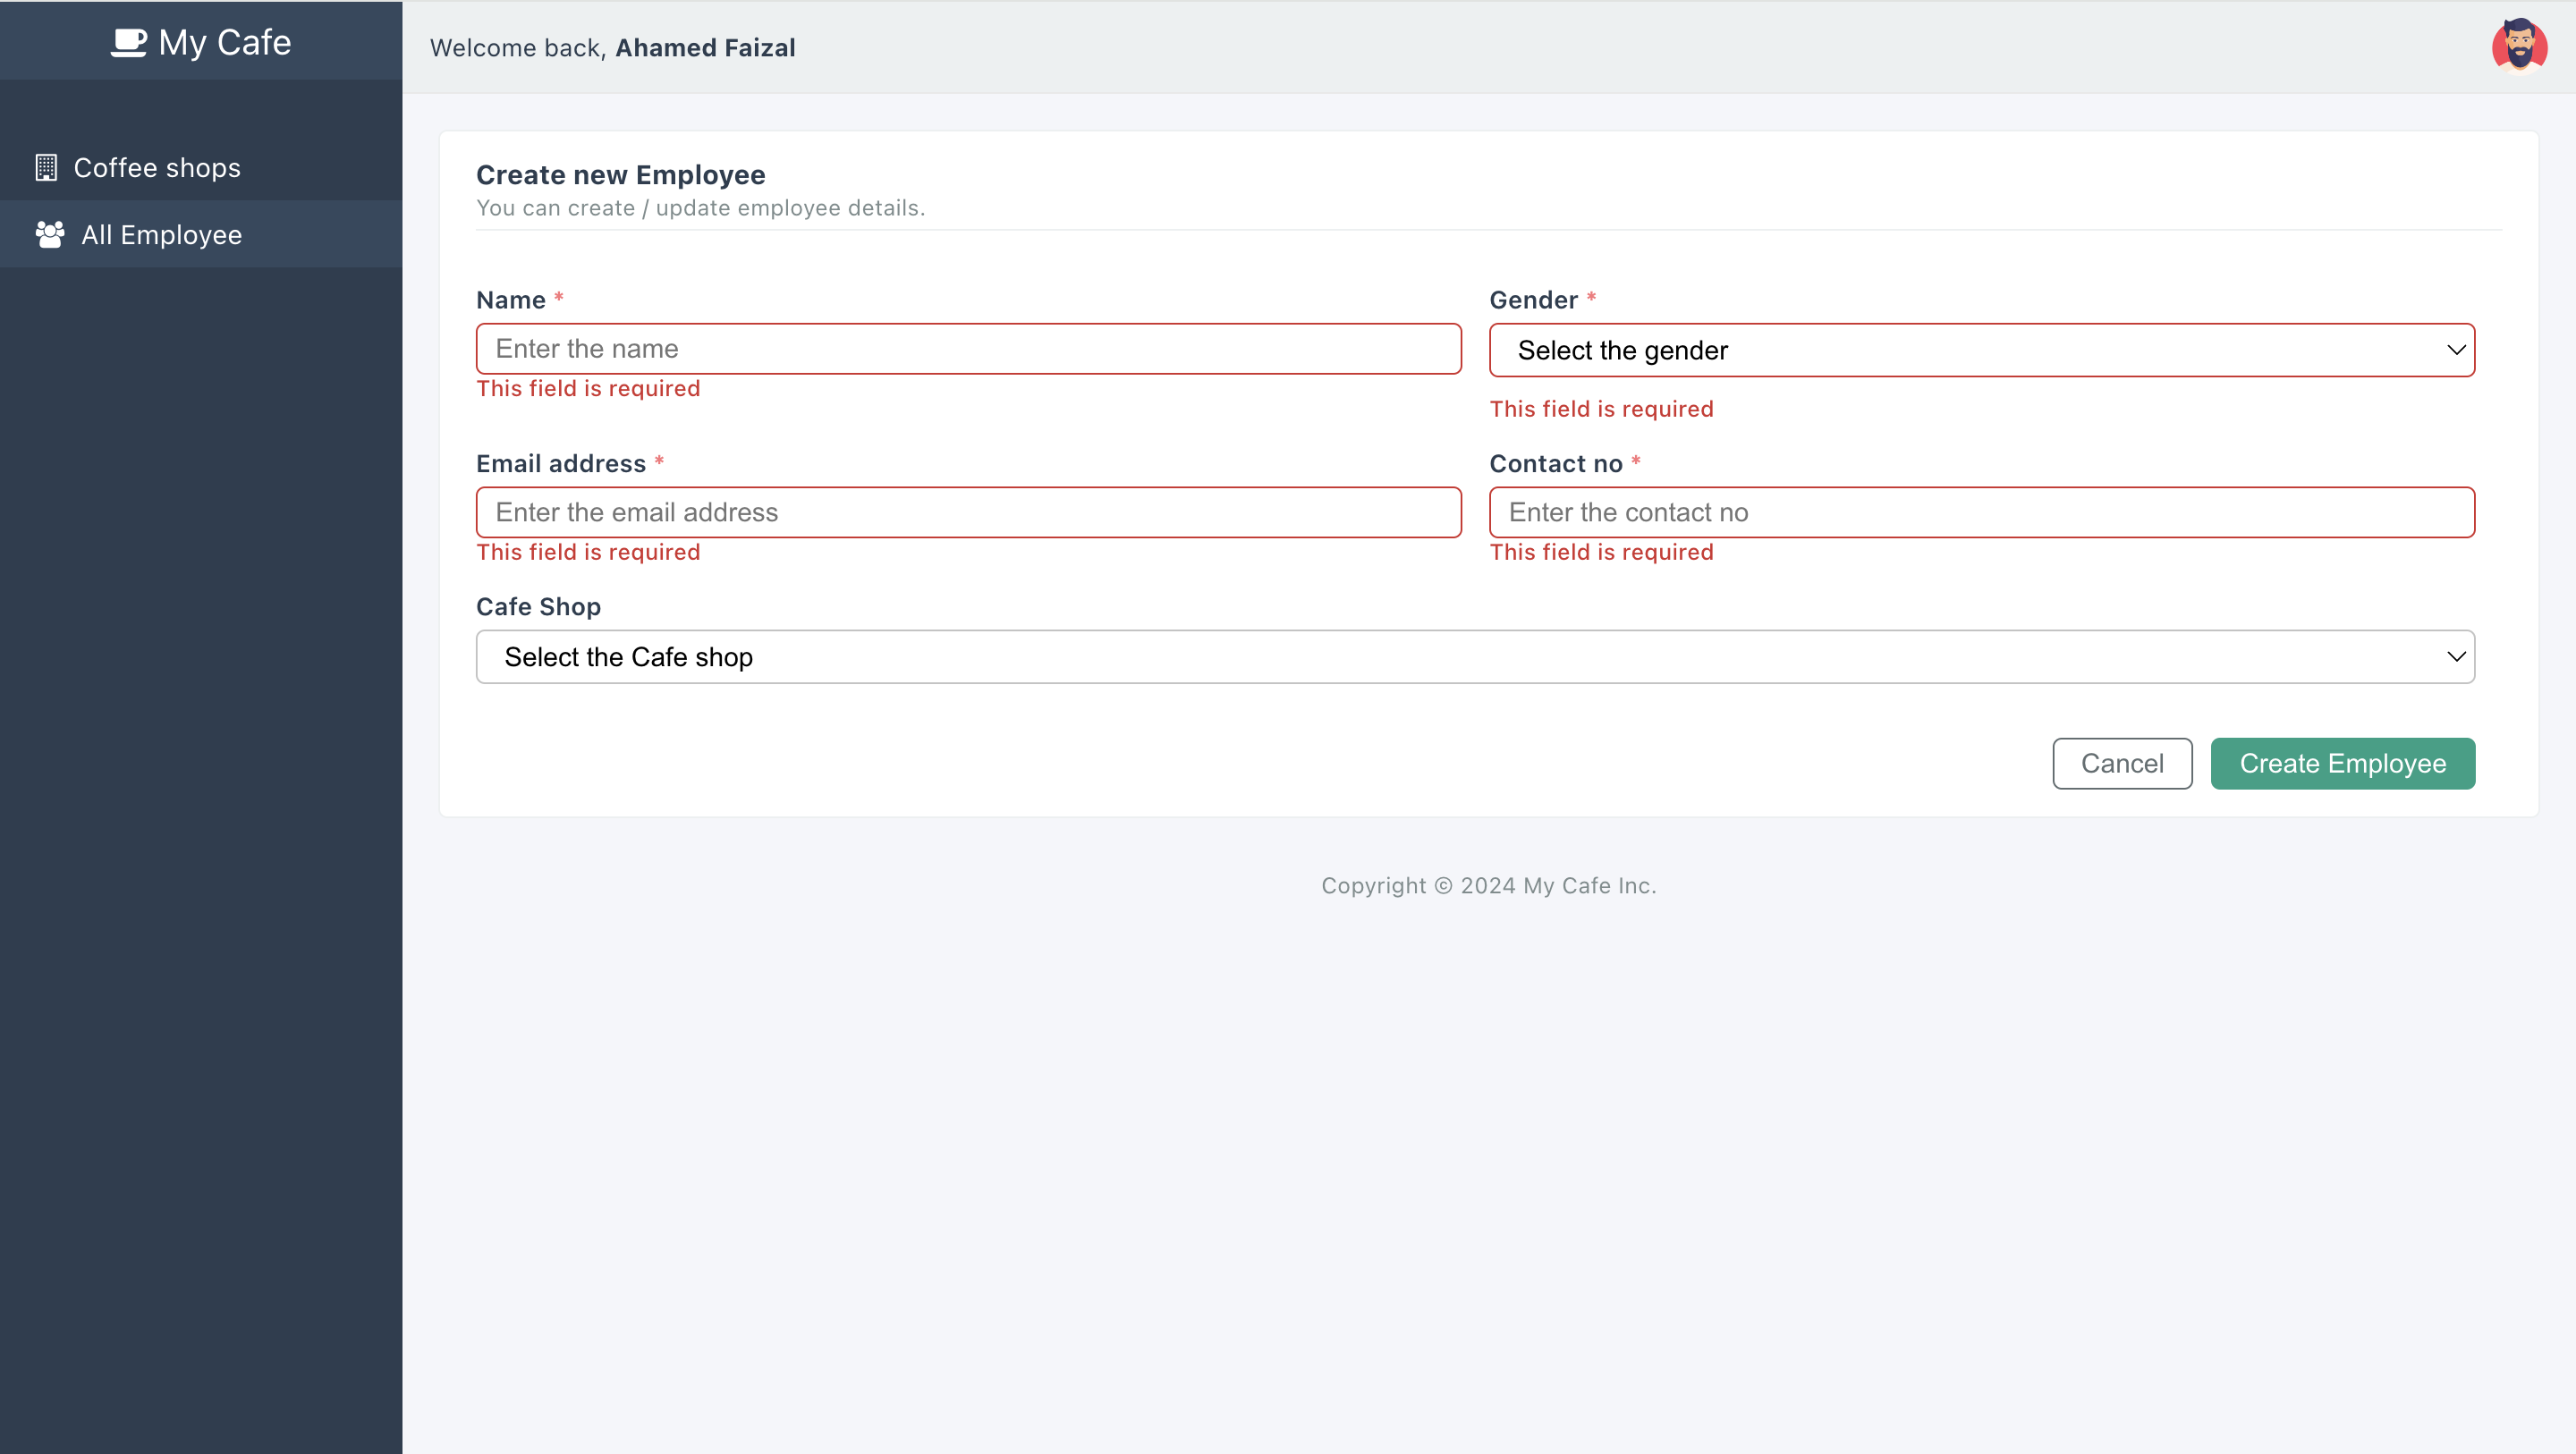 My Cafe
Welcome back, Ahamed Faizal
Coffee shops
All Employee
Create new Employee
You can create / update employee details.
Name *
Gender *
Enter the name
Select the gender
This field is required
This field is required
Email address *
Contact no *
Enter the email address
Enter the contact no
This field is required
This field is required
Cafe Shop
Select the Cafe shop
Cancel
Create Employee
Copyright © 2024 My Cafe Inc.